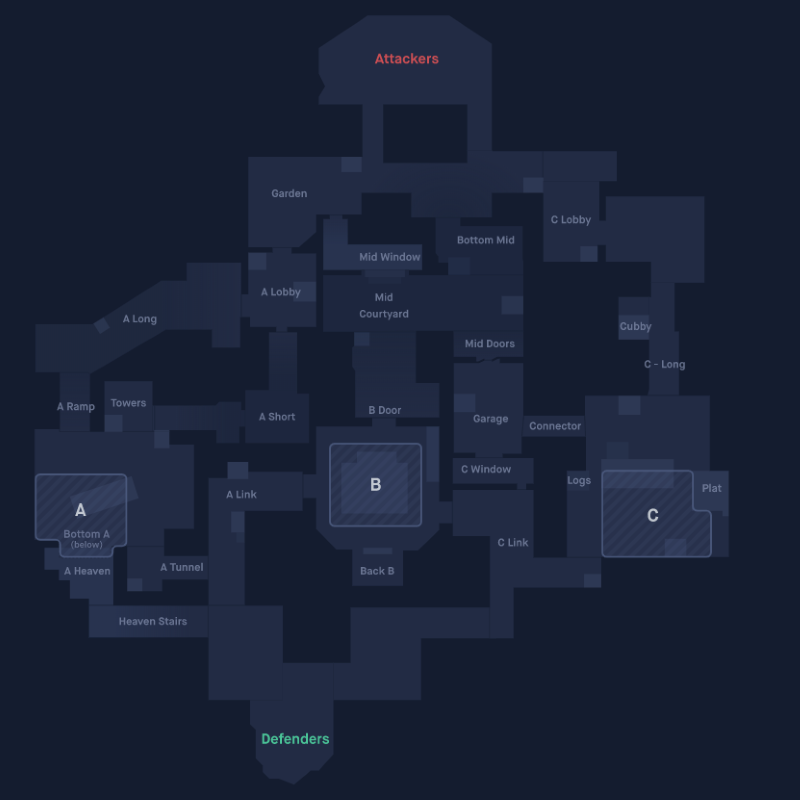 Attackers
Garden
C Lobby
Bottom Mid
Mid Window
A Lobby
Mid
Courtyard
A Long
Cubby
Mid Doors
C - Long
Towers
A Ramp
B Door
A Short
Garage
Connector
C Window
Logs
B
Plat
A Link
A
C
Bottom A
(below)
C Link
A Tunnel
A Heaven
Back B
Heaven Stairs
Defenders